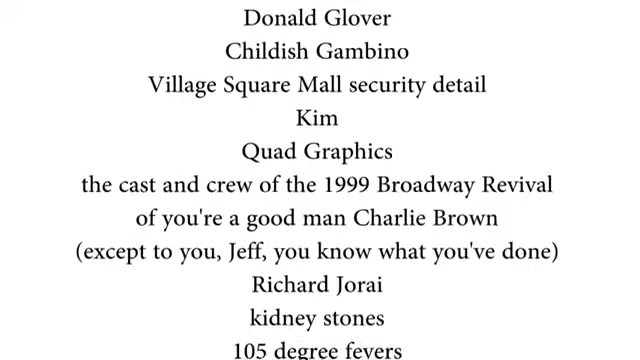 Donald Glover
Childish Gambino
Village Square Mall security detail
Kim
Quad Graphics
the cast and crew of the 1999 Broadway Revival
of you're a good man Charlie Brown
(except to you, Jeff, you know what you've done)
Richard Jorai
kidney stones
105 degree fevers